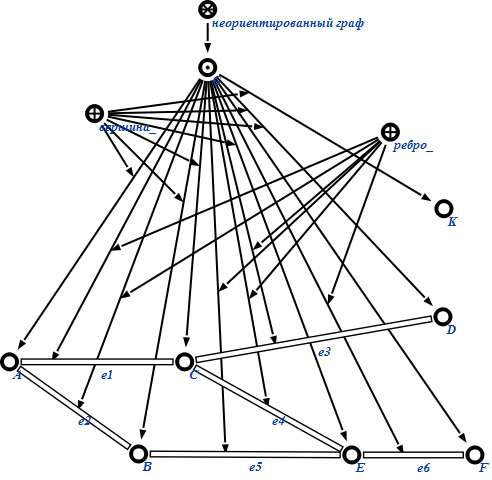 неориентированный граф
G
вершина_
ребро_
K
D
e3
A
e1
C
e2
e4
B
e5
E
e6
F